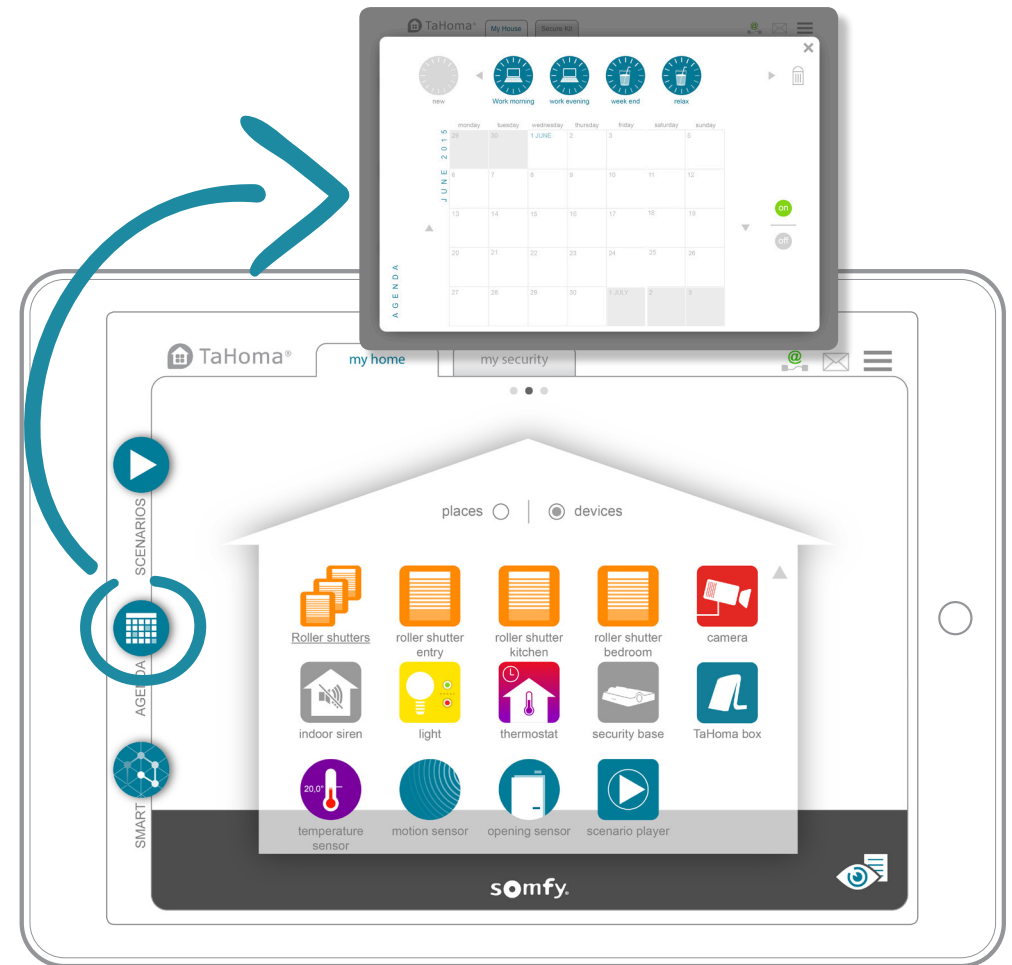 TaHoma® My House Secure Kit @
new Work morning work evening week end relax
monday tuesday wednesday thursday friday saturday sunday
JUNE 2015
29 30 1 JUNE 2 3 5
6 7 8 9 10 11 12
13 14 15 16 17 18 19
20 21 22 23 24 25 26
27 28 29 30 1 JULY 2 3
on
off
AGENDA
TaHoma® my home my security @
SCENARIOS
AGENDA
SMART
places devices
Roller shutters
roller shutter
entry
roller shutter
kitchen
roller shutter
bedroom
camera
indoor siren
light
thermostat
security base
TaHoma box
20,0°
temperature
sensor
motion sensor
opening sensor
scenario player
somfy.